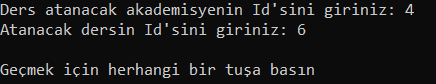 Ders atanacak akademisyenin Id'sini giriniz: 4
Atanacak dersin Id'sini giriniz: 6
Geçmek için herhangi bir tuşa basın